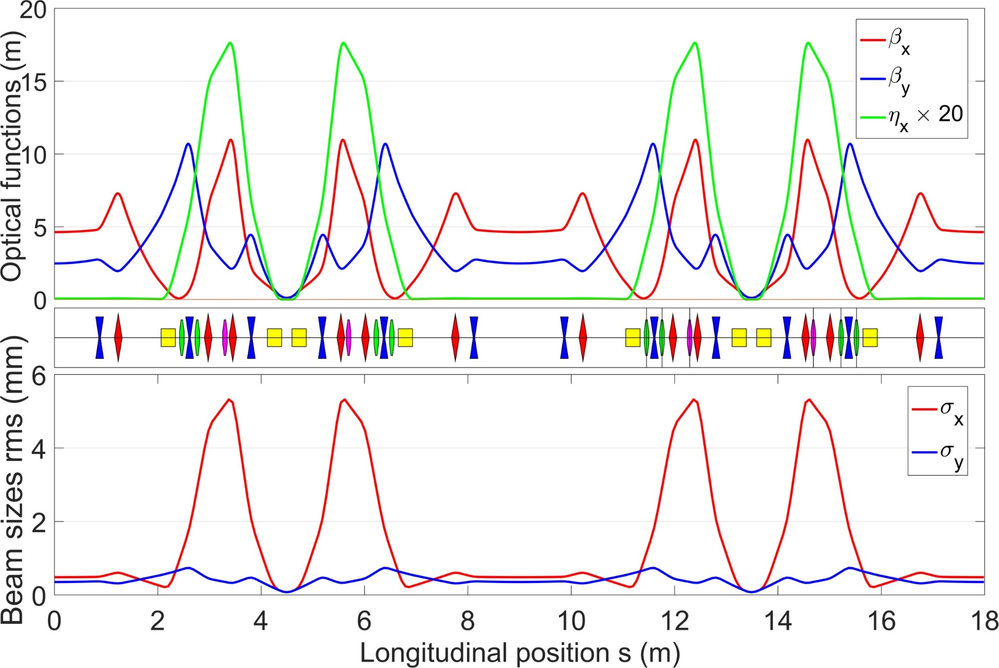 Optical functions (m)
20
15
10
5
0
βx
βy
ηx × 20
Beam sizes rms (mm)
6
4
2
0
σx
σy
0 2 4 6 8 10 12 14 16 18
Longitudinal position s (m)